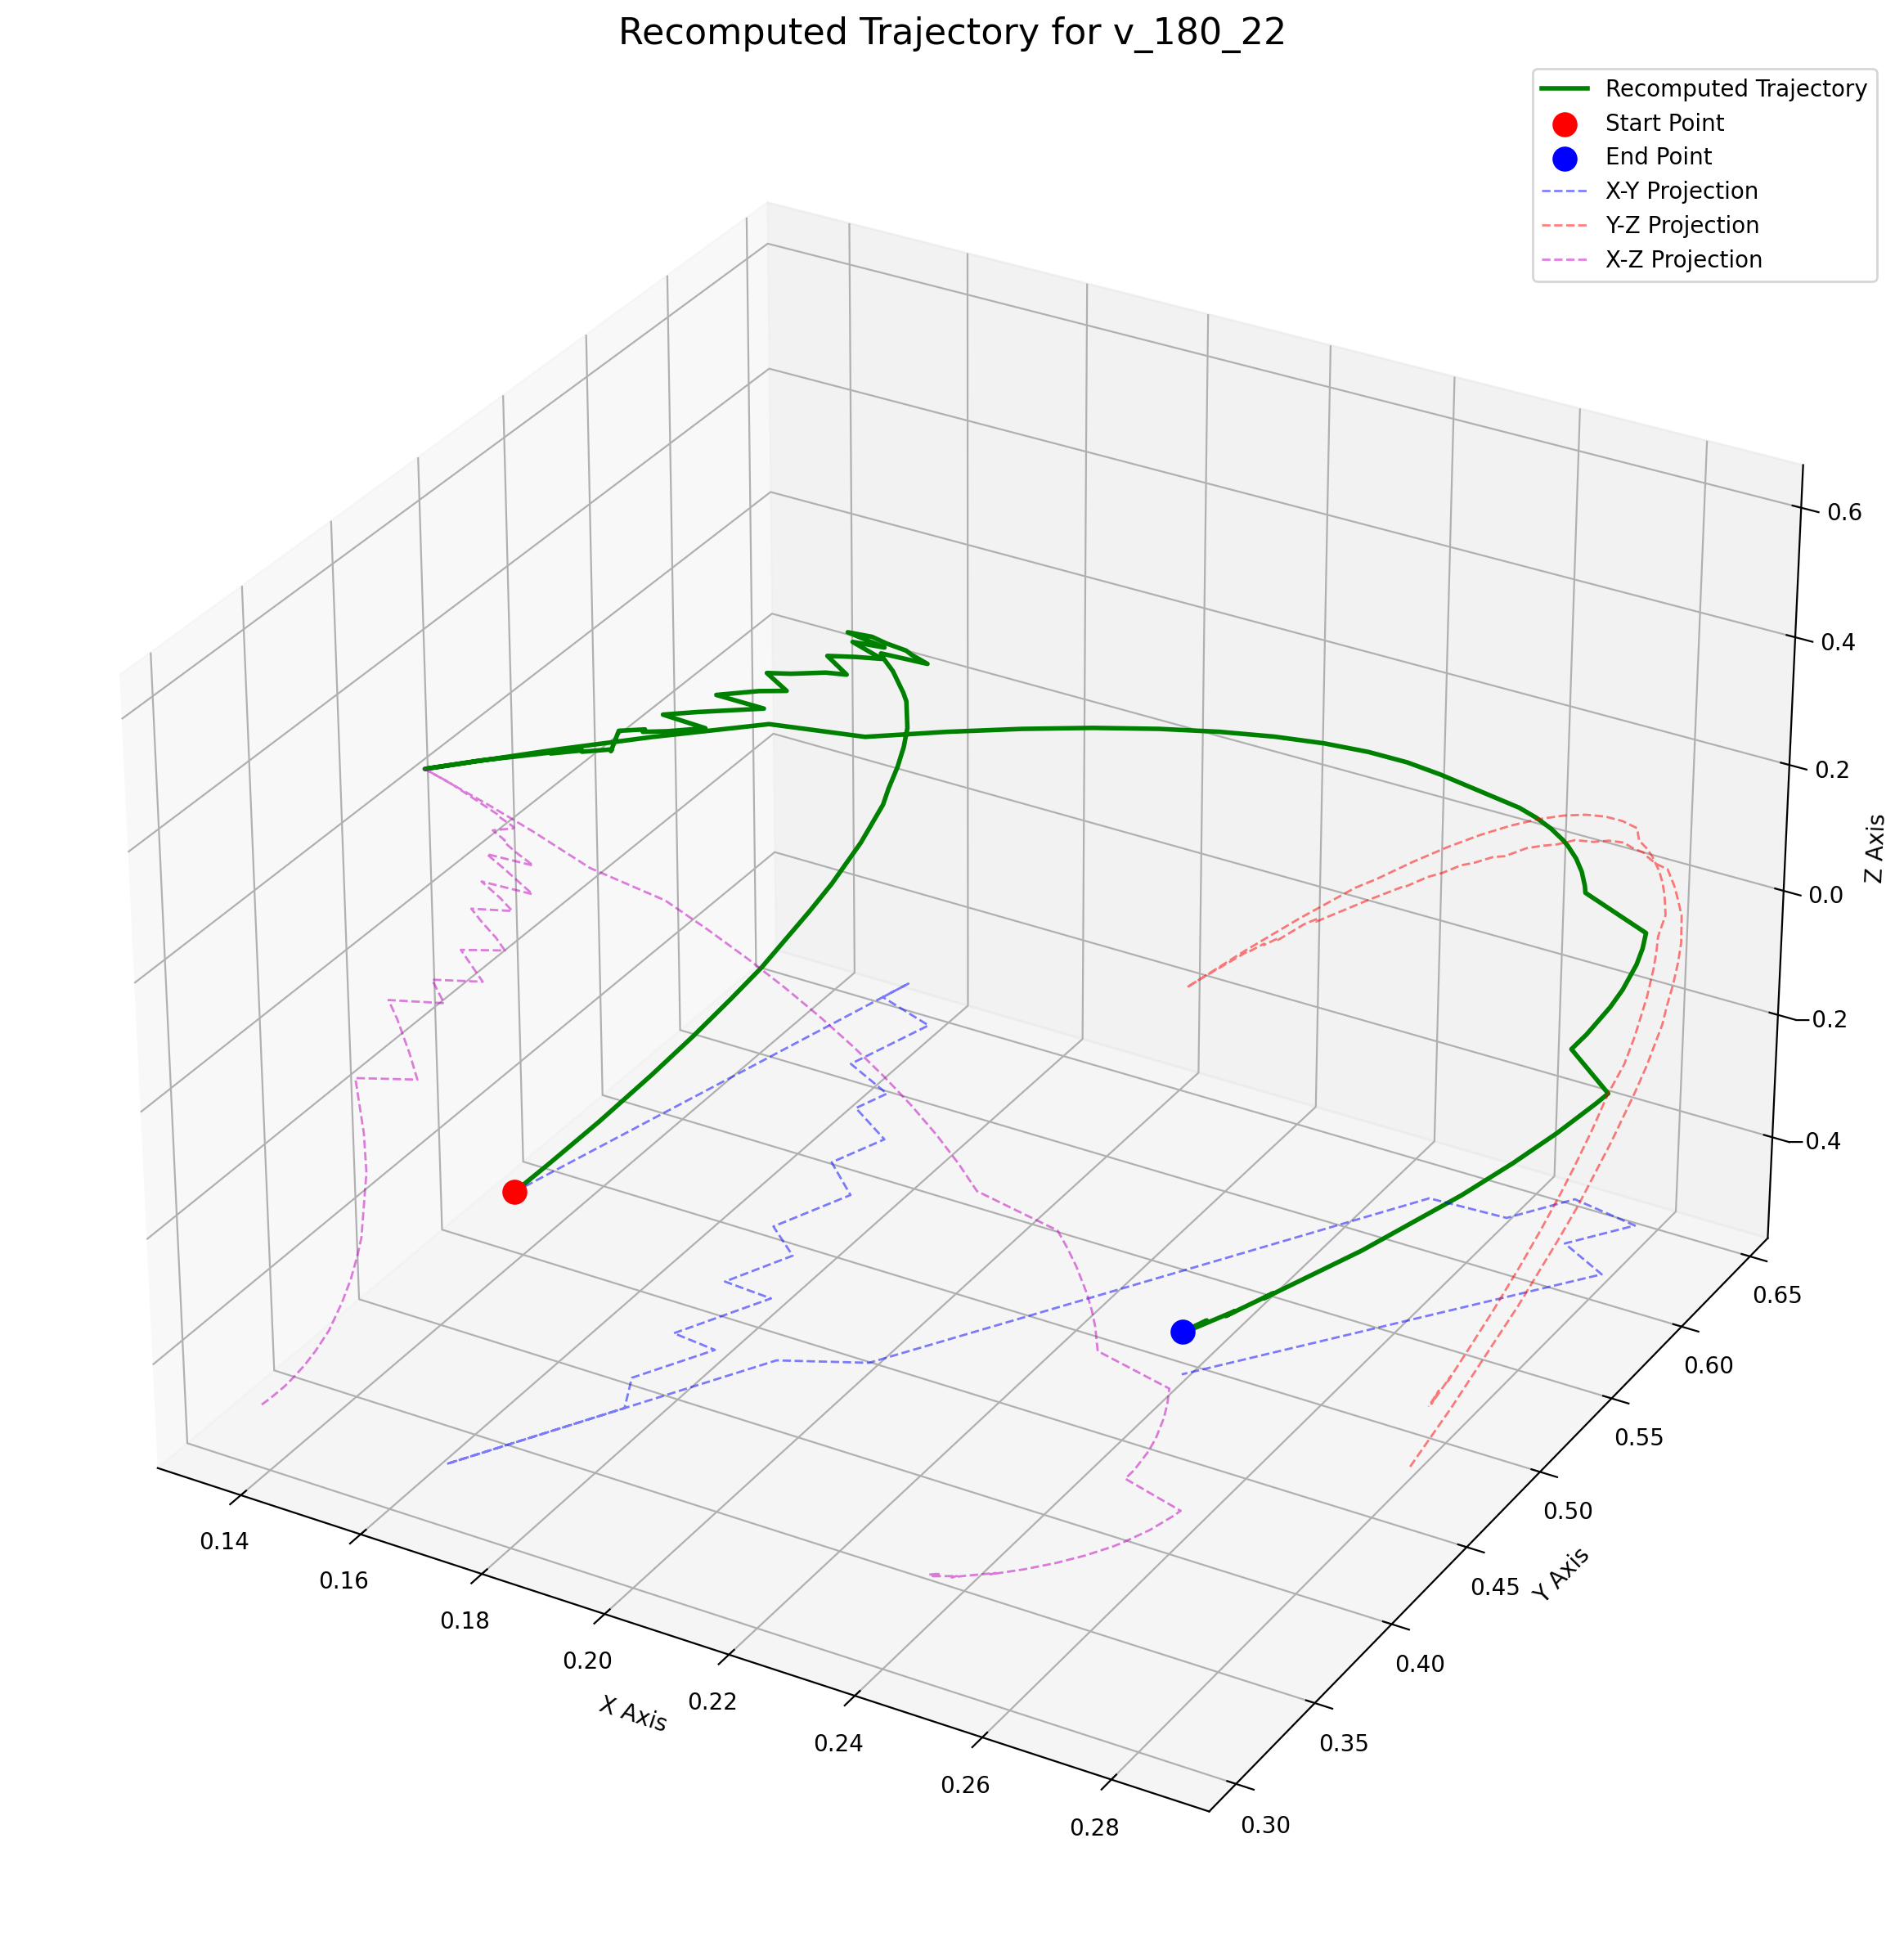 Recomputed Trajectory for v_180_22
Recomputed Trajectory
Start Point
End Point
X-Y Projection
Y-Z Projection
X-Z Projection
0.6
0.4
0.2
0.0
−0.2
−0.4
Z Axis
0.65
0.60
0.55
0.50
0.45
0.40
0.35
0.30
Y Axis
0.14
0.16
0.18
0.20
0.22
0.24
0.26
0.28
X Axis